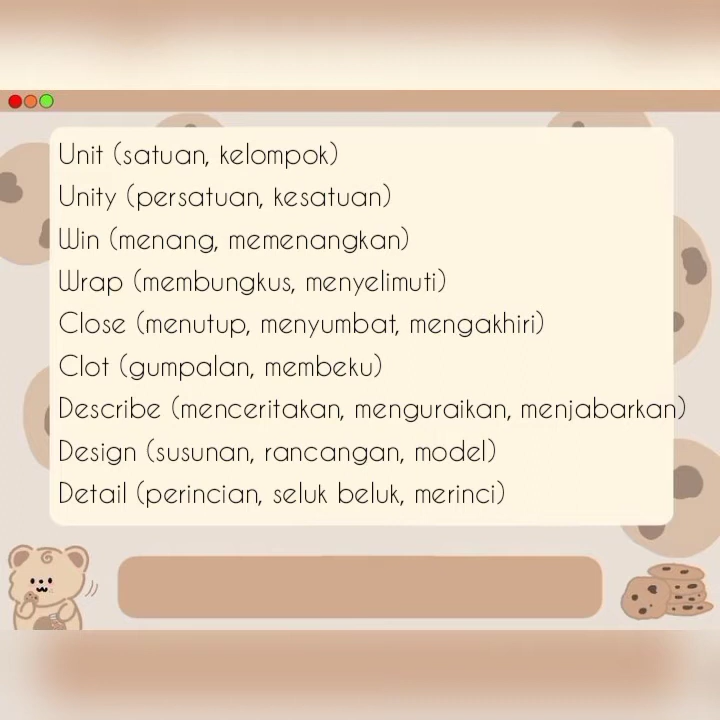 Unit (satuan, kelompok)
Unity (persatuan, kesatuan)
Win (menang, memenangkan)
Wrap (membungkus, menyelimuti)
Close (menutup, menyumbat, mengakhiri)
Clot (gumpalan, membeku)
Describe (menceritakan, menguraikan, menjabarkan)
Design (susunan, rancangan, model)
Detail (perincian, seluk beluk, merinci)